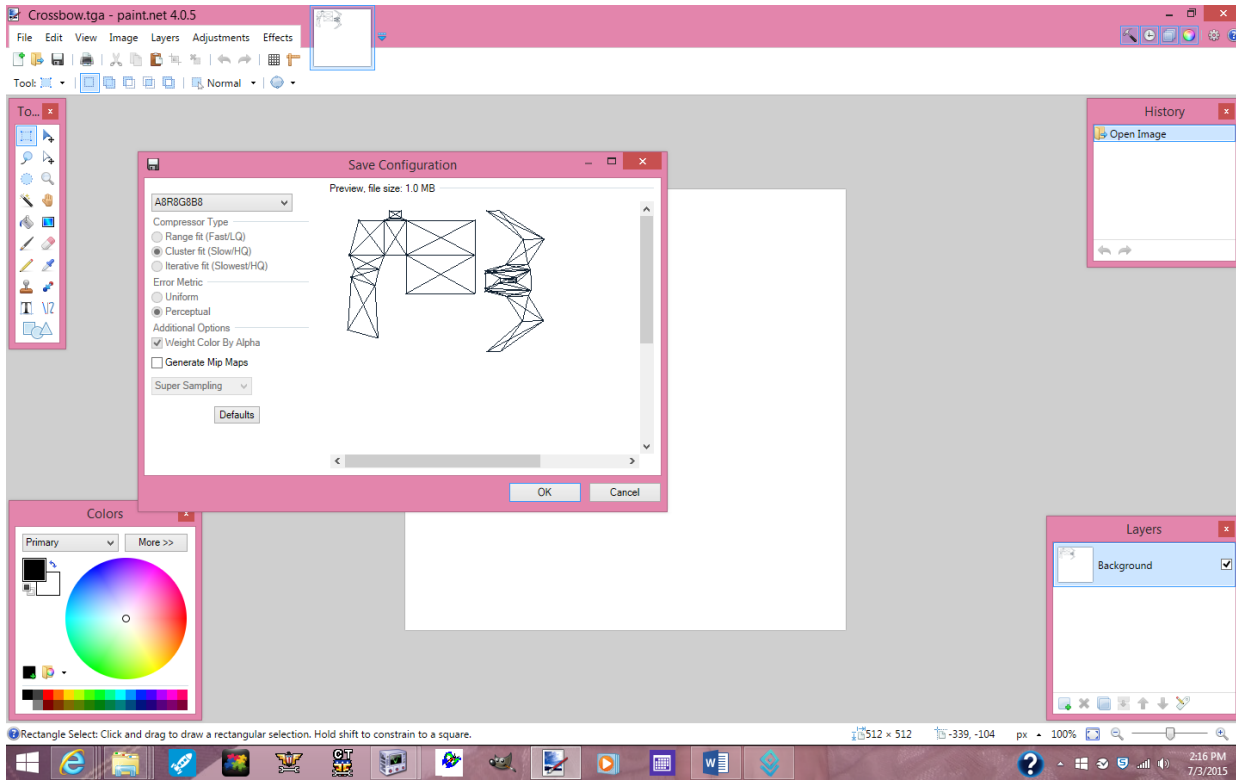 Crossbow.tga - paint.net 4.0.5
File Edit View Image Layers Adjustments Effects
Tool: Normal
To...
History
Open Image
Save Configuration
Preview, file size: 1.0 MB
A8R8G8B8
Compressor Type
Range fit (Fast/LQ)
Cluster fit (Slow/HQ)
Iterative fit (Slowest/HQ)
Error Metric
Uniform
Perceptual
Additional Options
Weight Color By Alpha
Generate Mip Maps
Super Sampling
Defaults
OK Cancel
Colors
Primary More >>
Layers
Background
Rectangle Select: Click and drag to draw a rectangular selection. Hold shift to constrain to a square.
512 × 512 -339, -104 px 100%
2:16 PM
7/3/2015